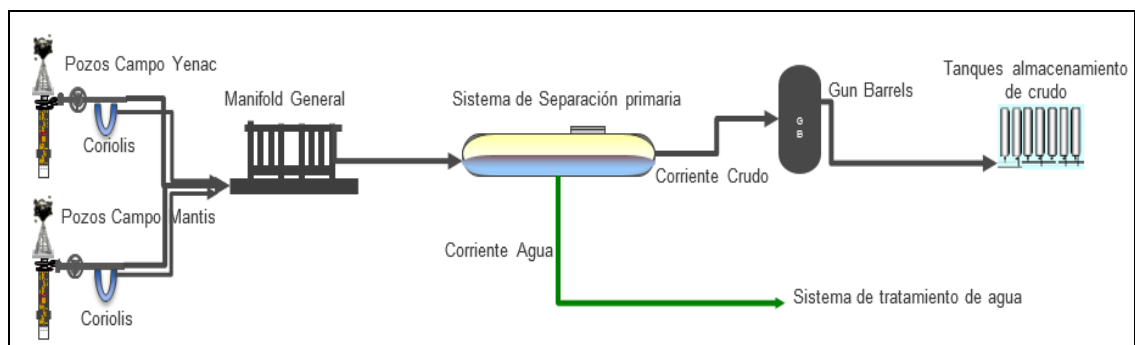 Pozos Campo Yenac
Coriolis
Manifold General
Sistema de Separación primaria
Gun Barrels
Tanques almacenamiento
de crudo
G
B
Corriente Crudo
Pozos Campo Mantis
Coriolis
Corriente Agua
Sistema de tratamiento de agua